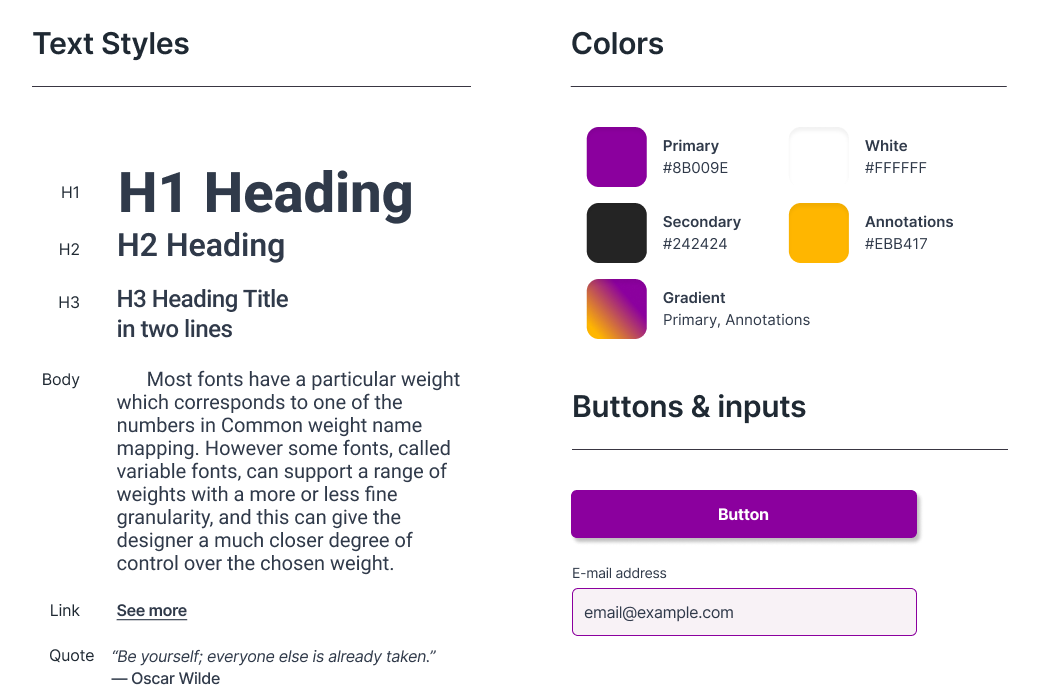 Text Styles
H1
H1 Heading
H2
H2 Heading
H3
H3 Heading Title
in two lines
Body
Most fonts have a particular weight
which corresponds to one of the
numbers in Common weight name
mapping. However some fonts, called
variable fonts, can support a range of
weights with a more or less fine
granularity, and this can give the
designer a much closer degree of
control over the chosen weight.
Link
See more
Quote
“Be yourself; everyone else is already taken.”
— Oscar Wilde
Colors
Primary
#8B009E
White
#FFFFFF
Secondary
#242424
Annotations
#EBB417
Gradient
Primary, Annotations
Buttons & inputs
Button
E-mail address
email@example.com